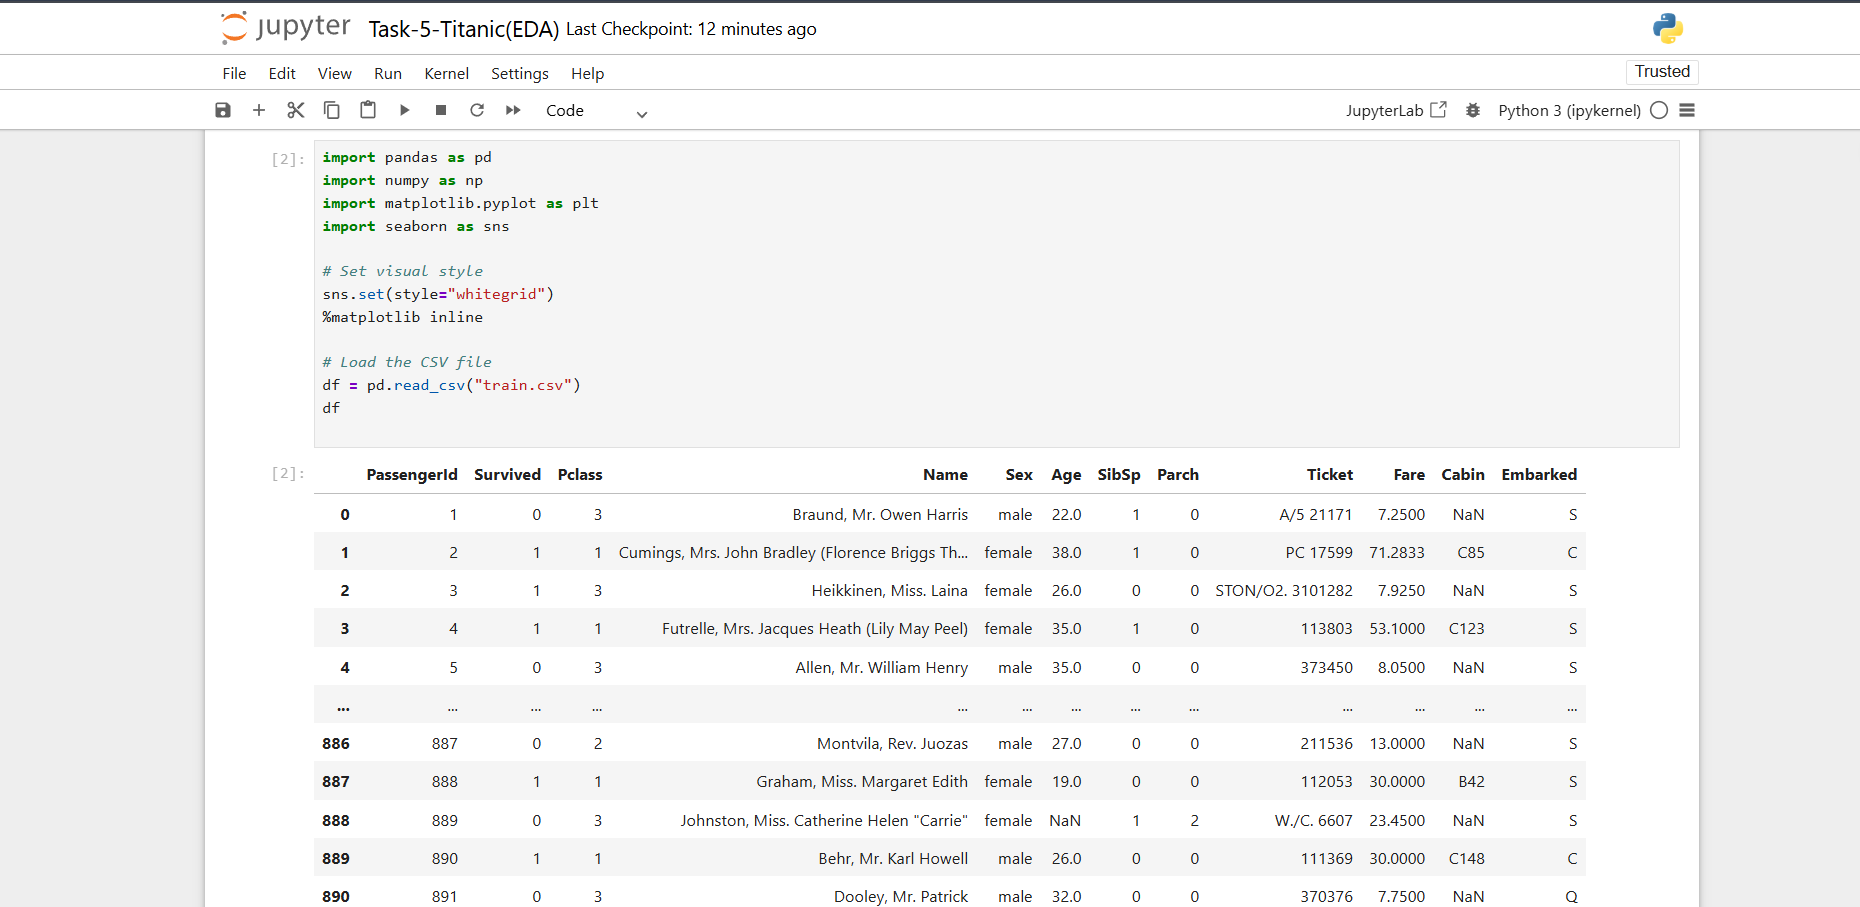 jupyter Task-5-Titanic(EDA) Last Checkpoint: 12 minutes ago
File Edit View Run Kernel Settings Help Trusted
Code JupyterLab Python 3 (ipykernel)
[2]: import pandas as pd
import numpy as np
import matplotlib.pyplot as plt
import seaborn as sns
# Set visual style
sns.set(style="whitegrid")
%matplotlib inline
# Load the CSV file
df = pd.read_csv("train.csv")
df
[2]: PassengerId Survived Pclass Name Sex Age SibSp Parch Ticket Fare Cabin Embarked
0 1 0 3 Braund, Mr. Owen Harris male 22.0 1 0 A/5 21171 7.2500 NaN S
1 2 1 1 Cumings, Mrs. John Bradley (Florence Briggs Th... female 38.0 1 0 PC 17599 71.2833 C85 C
2 3 1 3 Heikkinen, Miss. Laina female 26.0 0 0 STON/O2. 3101282 7.9250 NaN S
3 4 1 1 Futrelle, Mrs. Jacques Heath (Lily May Peel) female 35.0 1 0 113803 53.1000 C123 S
4 5 0 3 Allen, Mr. William Henry male 35.0 0 0 373450 8.0500 NaN S
... ... ... ... ... ... ... ... ... ... ... ... ...
886 887 0 2 Montvila, Rev. Juozas male 27.0 0 0 211536 13.0000 NaN S
887 888 1 1 Graham, Miss. Margaret Edith female 19.0 0 0 112053 30.0000 B42 S
888 889 0 3 Johnston, Miss. Catherine Helen "Carrie" female NaN 1 2 W./C. 6607 23.4500 NaN S
889 890 1 1 Behr, Mr. Karl Howell male 26.0 0 0 111369 30.0000 C148 C
890 891 0 3 Dooley, Mr. Patrick male 32.0 0 0 370376 7.7500 NaN Q